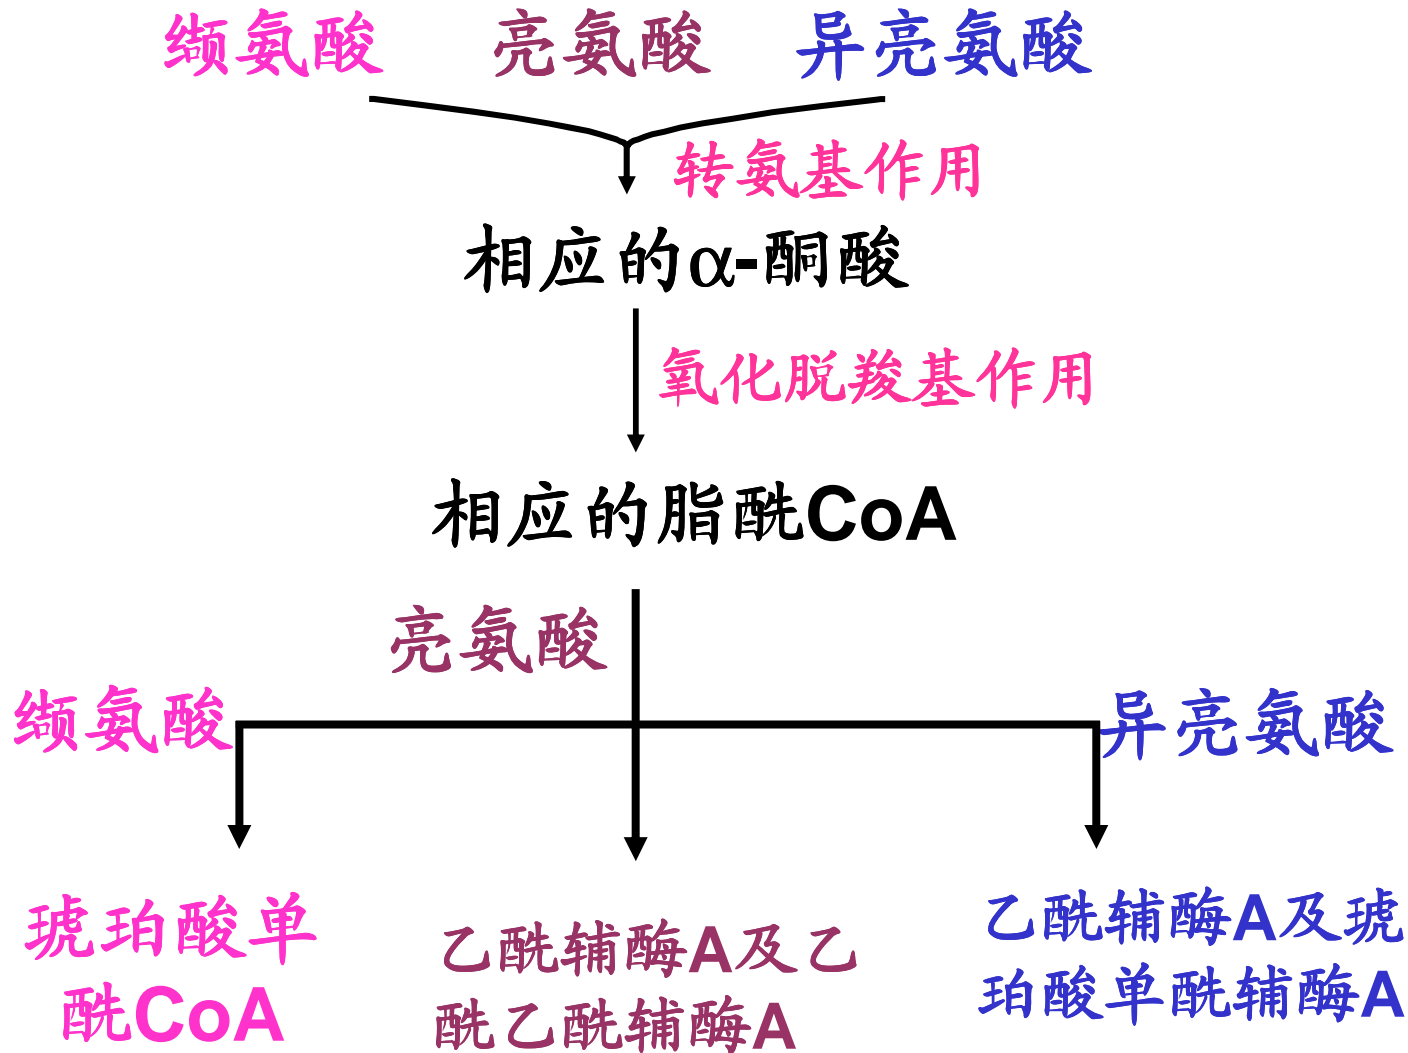 缬氨酸 亮氨酸 异亮氨酸
转氨基作用
相应的α-酮酸
氧化脱羧基作用
相应的脂酰CoA
亮氨酸
缬氨酸
异亮氨酸
琥珀酸单
酰CoA
乙酰辅酶A及乙
酰乙酰辅酶A
乙酰辅酶A及琥
珀酸单酰辅酶A